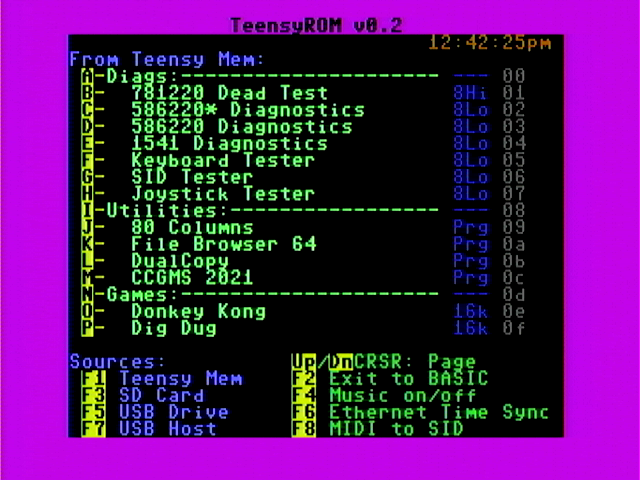 TeensyROM v0.2
12:42:25pm
From Teensy Mem:
A-Diags:---------------------- --- 00
B- 781220 Dead Test 8Hi 01
C- 586220* Diagnostics 8Lo 02
D- 586220 Diagnostics 8Lo 03
E- 1541 Diagnostics 8Lo 04
F- Keyboard Tester 8Lo 05
G- SID Tester 8Lo 06
H- Joystick Tester 8Lo 07
I-Utilities:------------------ --- 08
J- 80 Columns Prg 09
K- File Browser 64 Prg 0a
L- DualCopy Prg 0b
M- CCGMS 2021 Prg 0c
N-Games:---------------------- --- 0d
O- Donkey Kong 16k 0e
P- Dig Dug 16k 0f
Sources: Up/DnCRSR: Page
F1 Teensy Mem F2 Exit to BASIC
F3 SD Card F4 Music on/off
F5 USB Drive F6 Ethernet Time Sync
F7 USB Host F8 MIDI to SID